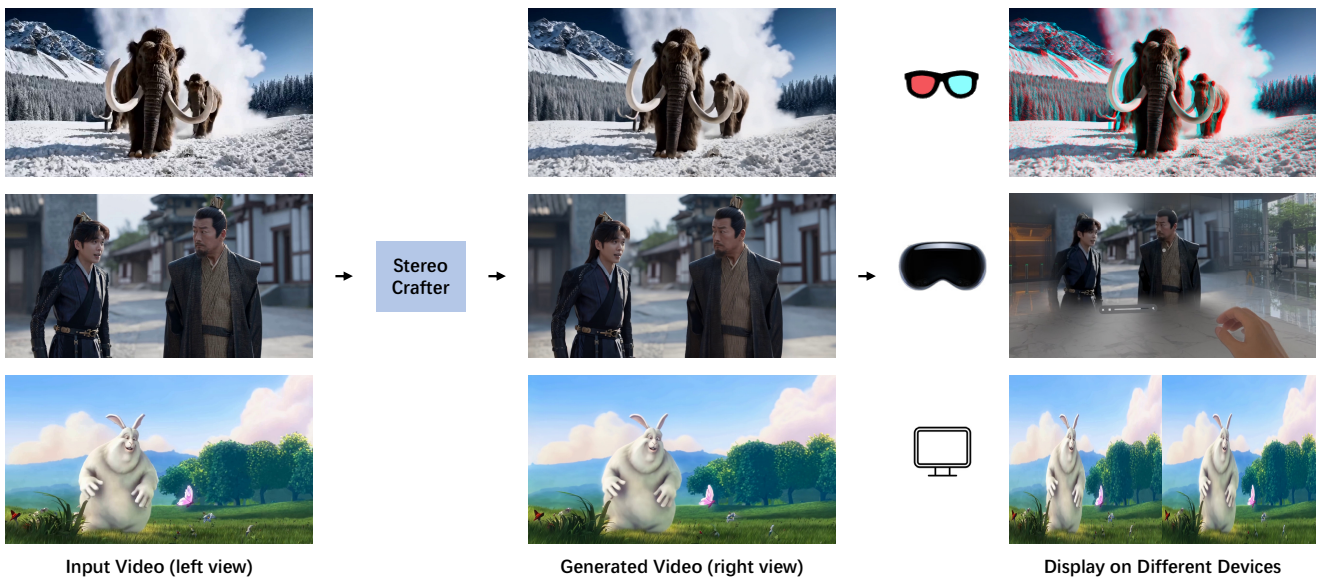 Stereo
Crafter
Input Video (left view)
Generated Video (right view)
Display on Different Devices